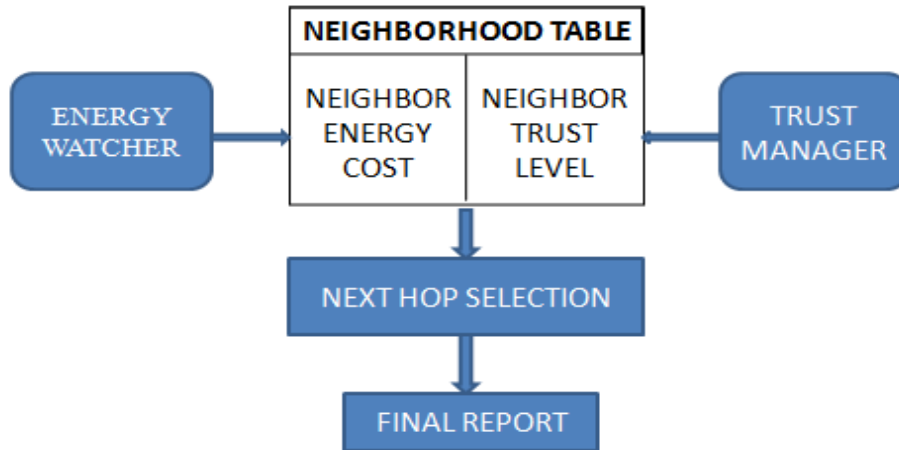 NEIGHBORHOOD TABLE
ENERGY
WATCHER
NEIGHBOR
ENERGY
COST
NEIGHBOR
TRUST
LEVEL
TRUST
MANAGER
NEXT HOP SELECTION
FINAL REPORT